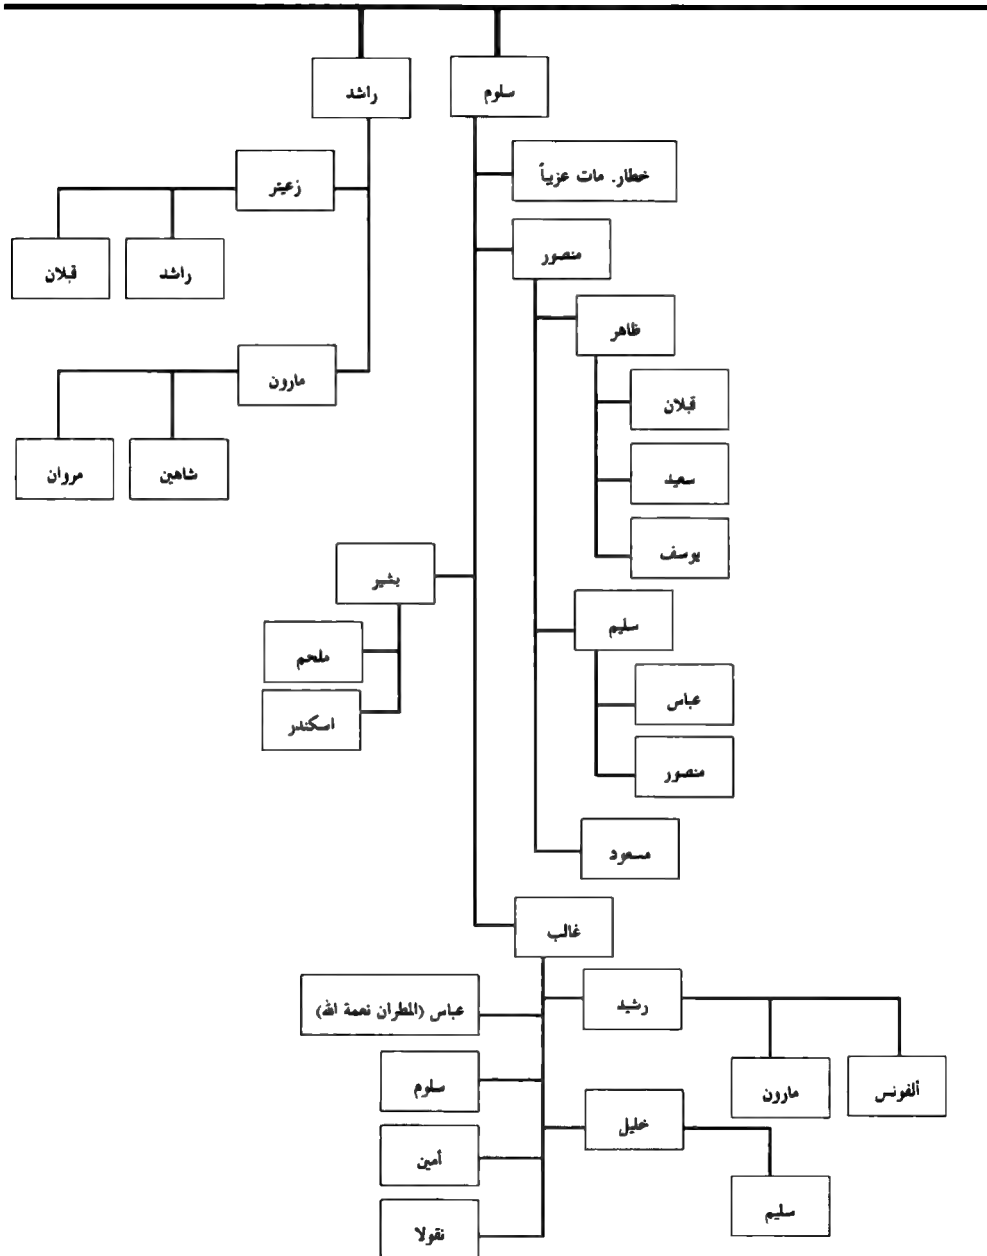 سلوم
راشد
خطار. مات عزيباً
زعيتر
منصور
راشد
قبلان
ظاهر
مارون
قبلان
شاهين
مروان
سعيد
يوسف
بشير
سليم
ملحم
عباس
اسكندر
منصور
مسعود
غالب
رشيد
عباس (المطران نعمة الله)
سلوم
مارون
ألفونس
خليل
أمين
سليم
نقولا